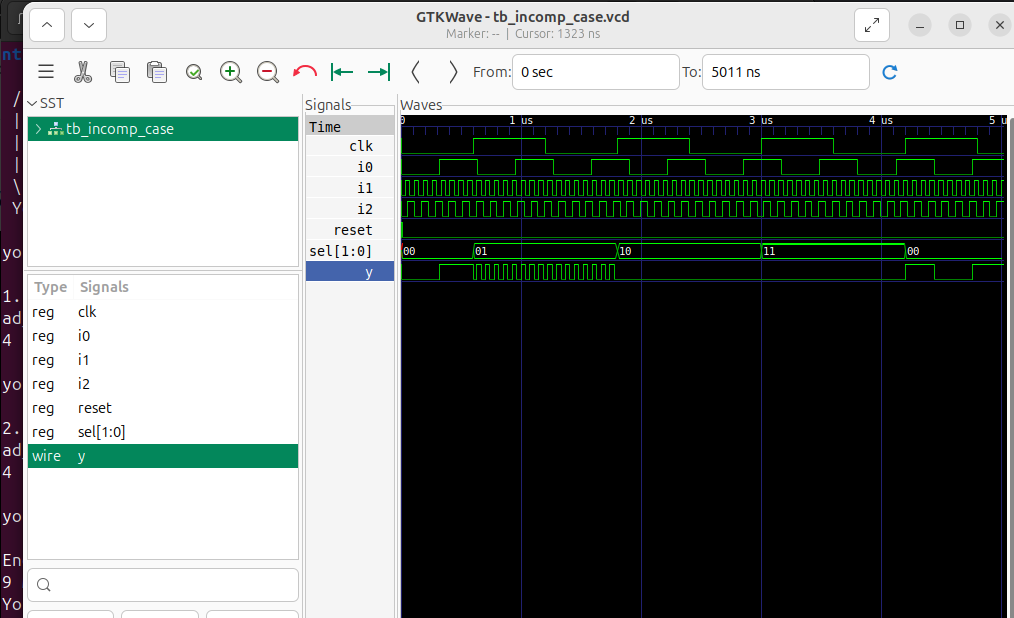 GTKWave - tb_incomp_case.vcd
Marker: -- | Cursor: 1323 ns
From: 0 sec To: 5011 ns
SST
tb_incomp_case
Type Signals
reg clk
reg i0
reg i1
reg i2
reg reset
reg sel[1:0]
wire y
Signals
Time
clk
i0
i1
i2
reset
sel[1:0]
y
Waves
0 1 us 2 us 3 us 4 us 5 u
00 01 10 11 00
nt
/
|
|
|
\
Y
yo
1.
ad
4
yo
2.
ad
4
yo
En
9
Yo